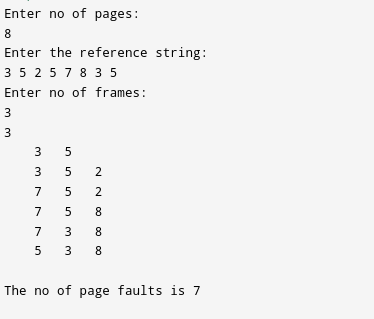 Enter no of pages:
8
Enter the reference string:
3 5 2 5 7 8 3 5
Enter no of frames:
3
3
3 5
3 5 2
7 5 2
7 5 8
7 3 8
5 3 8
The no of page faults is 7